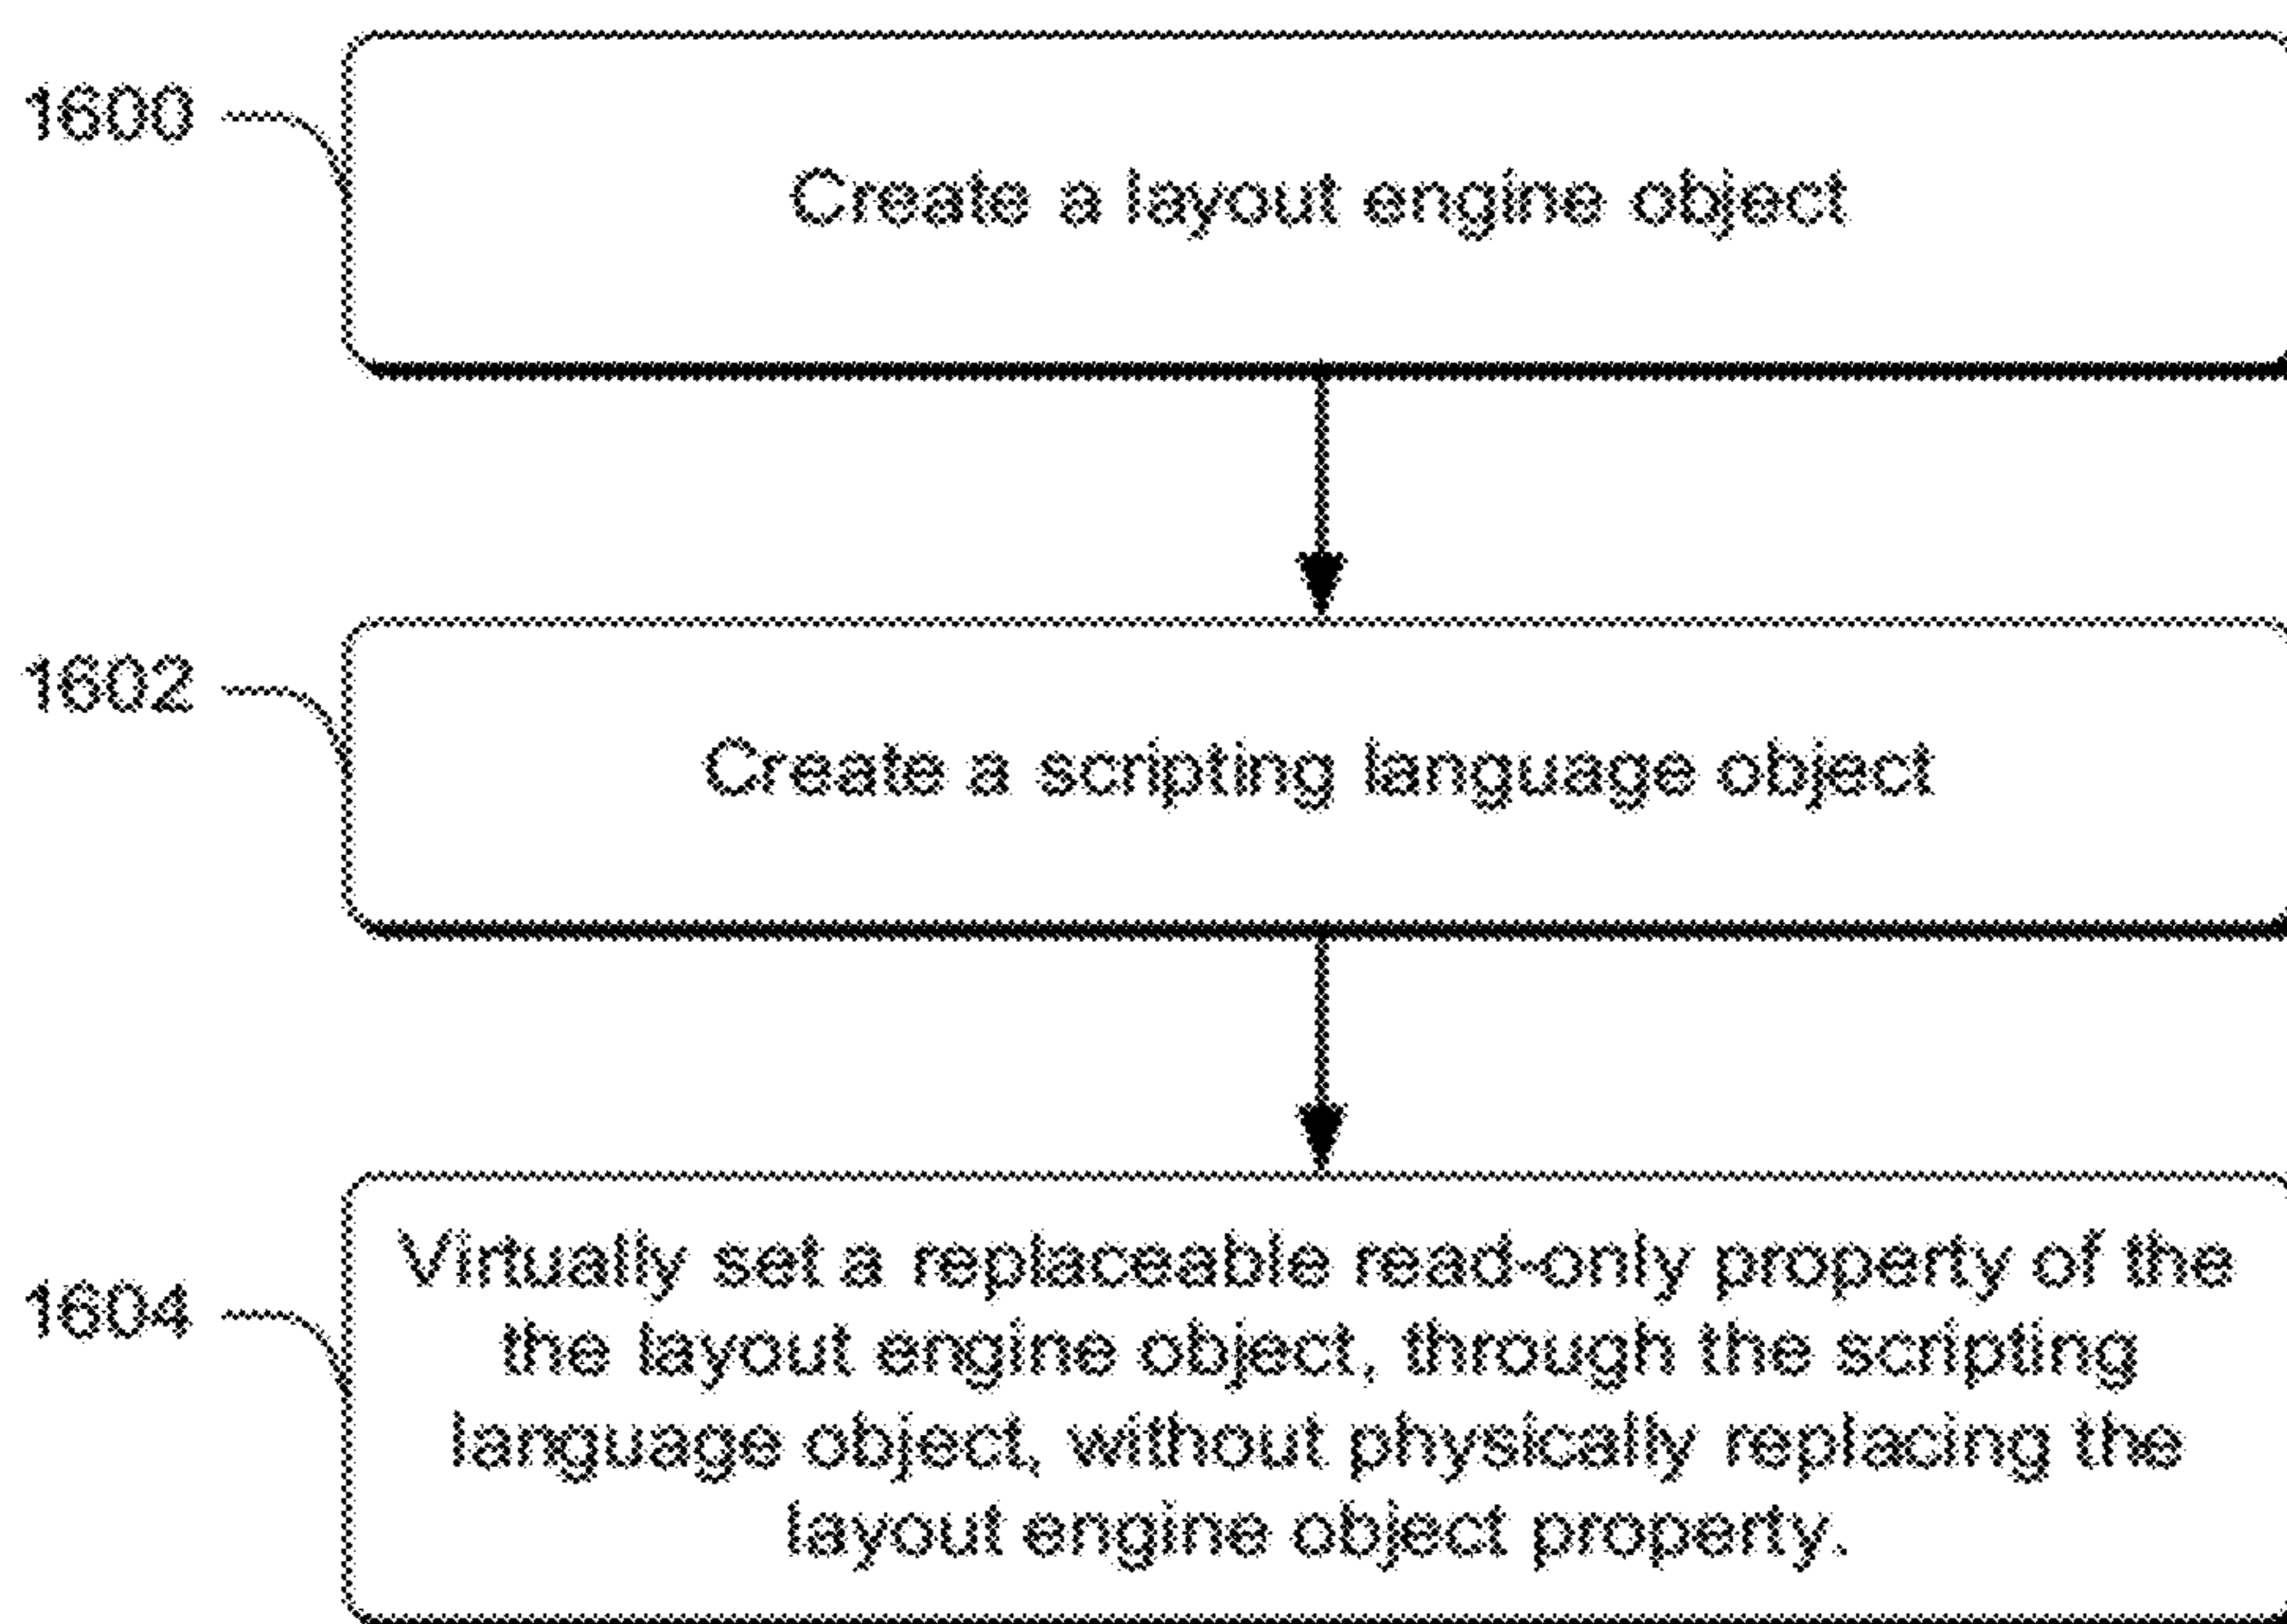 1600
Create a layout engine object
1602
Create a scripting language object
1604
Virtually set a replaceable read-only property of the
the layout engine object, through the scripting
language object, without physically replacing the
layout engine object property.